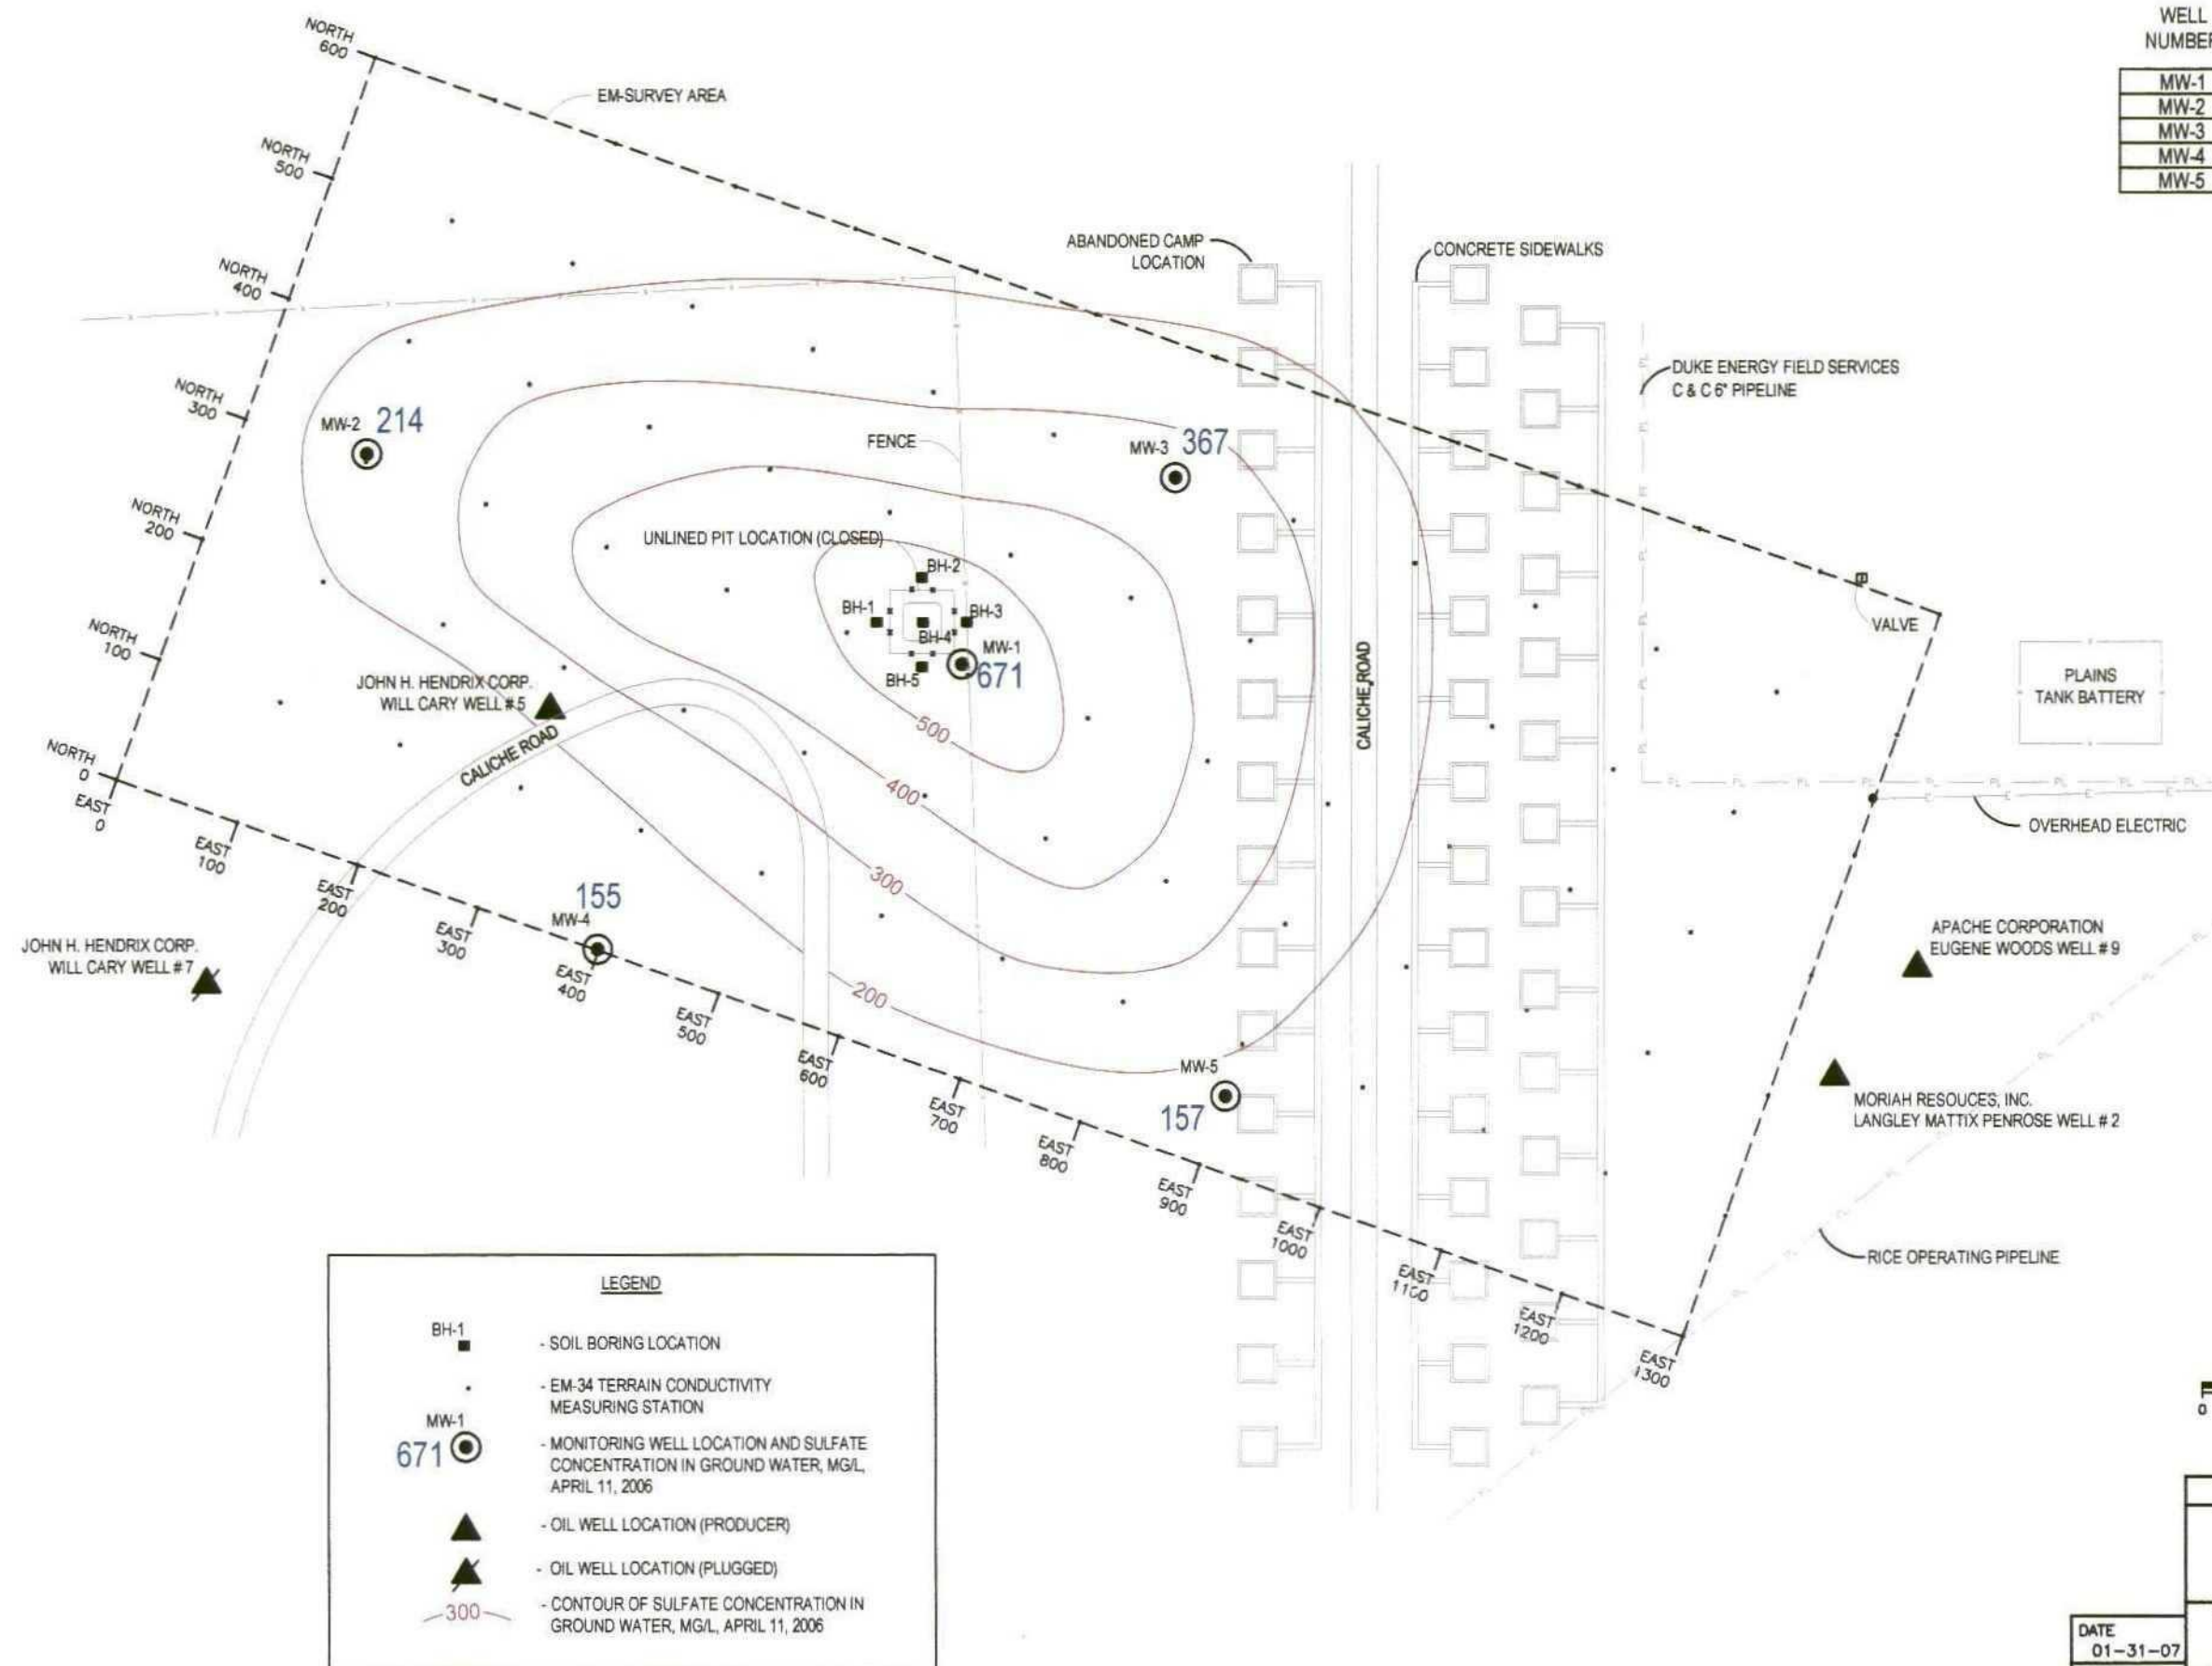 WELL
NUMBER
MW-1
MW-2
MW-3
MW-4
MW-5
NORTH
600
NORTH
500
NORTH
400
NORTH
300
NORTH
200
NORTH
100
NORTH
0
EAST
0
EAST
100
EAST
200
EAST
300
EAST
400
EAST
500
EAST
600
EAST
700
EAST
800
EAST
900
EAST
1000
EAST
1100
EAST
1200
EAST
1300
EM-SURVEY AREA
ABANDONED CAMP
LOCATION
CONCRETE SIDEWALKS
DUKE ENERGY FIELD SERVICES
C & C 6" PIPELINE
MW-2 214
FENCE
MW-3 367
UNLINED PIT LOCATION (CLOSED)
BH-2
BH-1
BH-3
BH-4
MW-1
671
BH-5
500
400
300
200
JOHN H. HENDRIX CORP.
WILL CARY WELL #5
CALICHE ROAD
CALICHE ROAD
VALVE
PLAINS
TANK BATTERY
OVERHEAD ELECTRIC
155
MW-4
JOHN H. HENDRIX CORP.
WILL CARY WELL #7
MW-5
157
APACHE CORPORATION
EUGENE WOODS WELL #9
MORIAH RESOUCES, INC.
LANGLEY MATTIX PENROSE WELL #2
RICE OPERATING PIPELINE
LEGEND
BH-1
- SOIL BORING LOCATION
- EM-34 TERRAIN CONDUCTIVITY
MEASURING STATION
MW-1
671
- MONITORING WELL LOCATION AND SULFATE
CONCENTRATION IN GROUND WATER, MG/L,
APRIL 11, 2006
- OIL WELL LOCATION (PRODUCER)
- OIL WELL LOCATION (PLUGGED)
300
- CONTOUR OF SULFATE CONCENTRATION IN
GROUND WATER, MG/L, APRIL 11, 2006
0
DATE
01-31-07